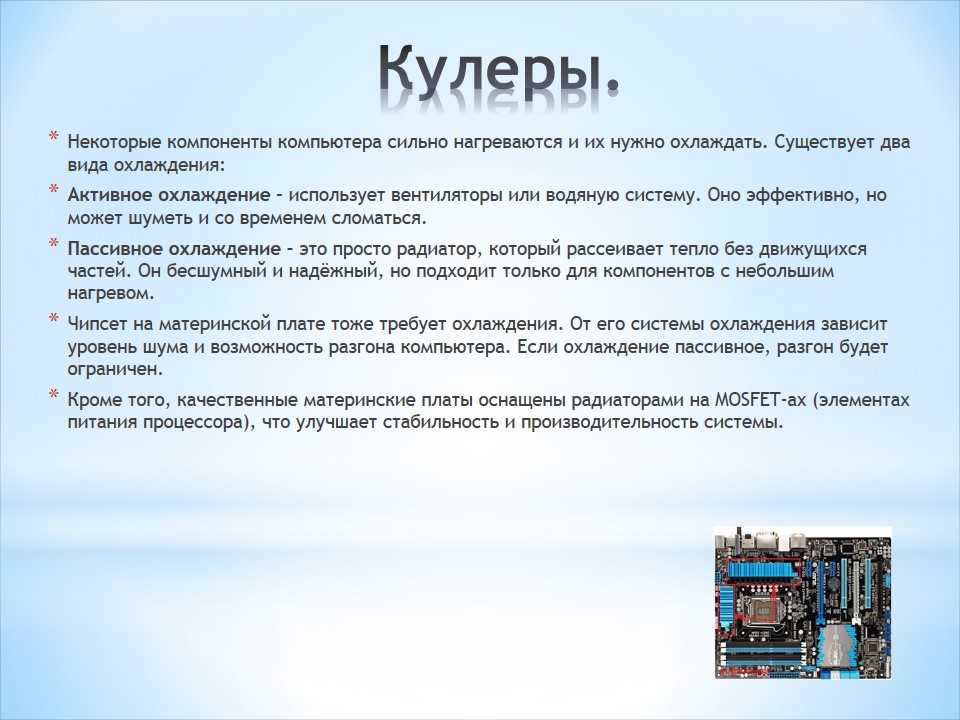 Кулеры.
* Некоторые компоненты компьютера сильно нагреваются и их нужно охлаждать. Существует два
вида охлаждения:
* Активное охлаждение – использует вентиляторы или водяную систему. Оно эффективно, но
может шуметь и со временем сломаться.
* Пассивное охлаждение – это просто радиатор, который рассеивает тепло без движущихся
частей. Он бесшумный и надёжный, но подходит только для компонентов с небольшим
нагревом.
* Чипсет на материнской плате тоже требует охлаждения. От его системы охлаждения зависит
уровень шума и возможность разгона компьютера. Если охлаждение пассивное, разгон будет
ограничен.
* Кроме того, качественные материнские платы оснащены радиаторами на MOSFET-ах (элементах
питания процессора), что улучшает стабильность и производительность системы.